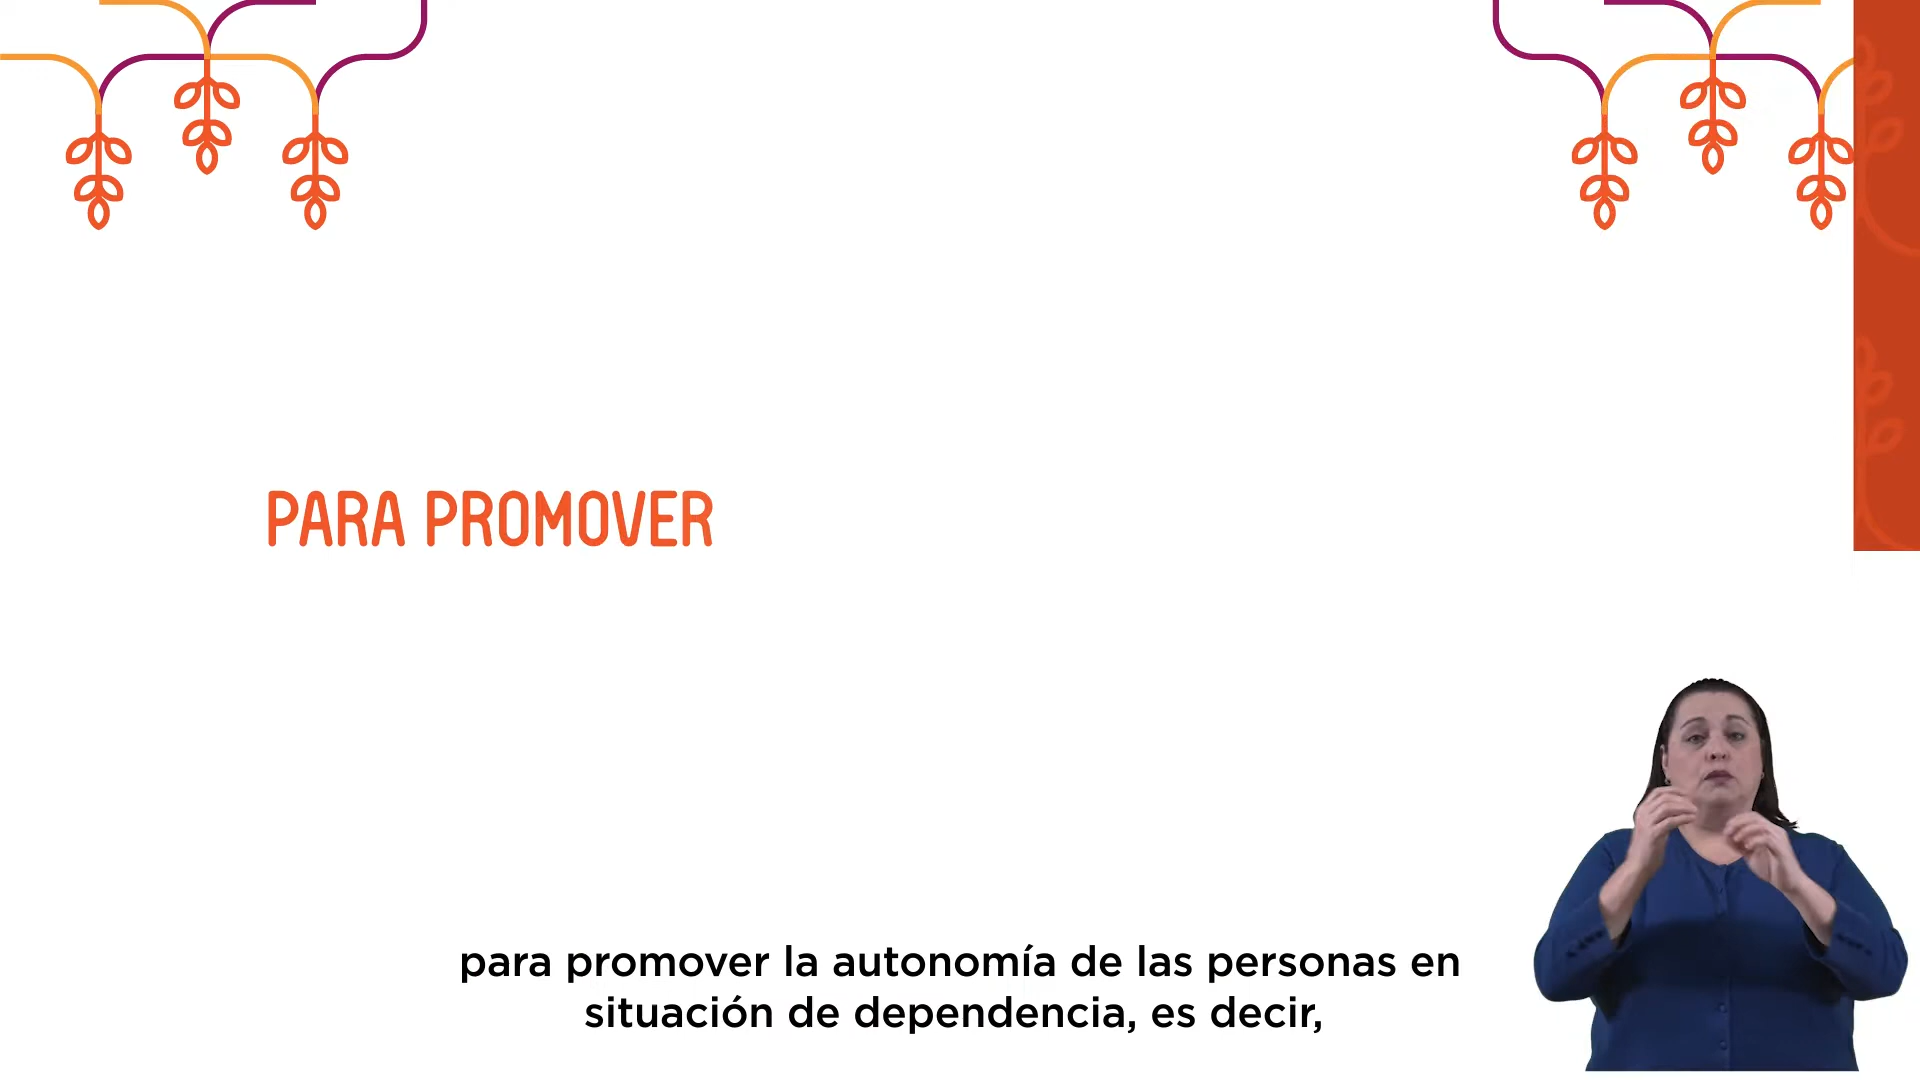 PARA PROMOVER
para promover la autonomía de las personas en
situación de dependencia, es decir,